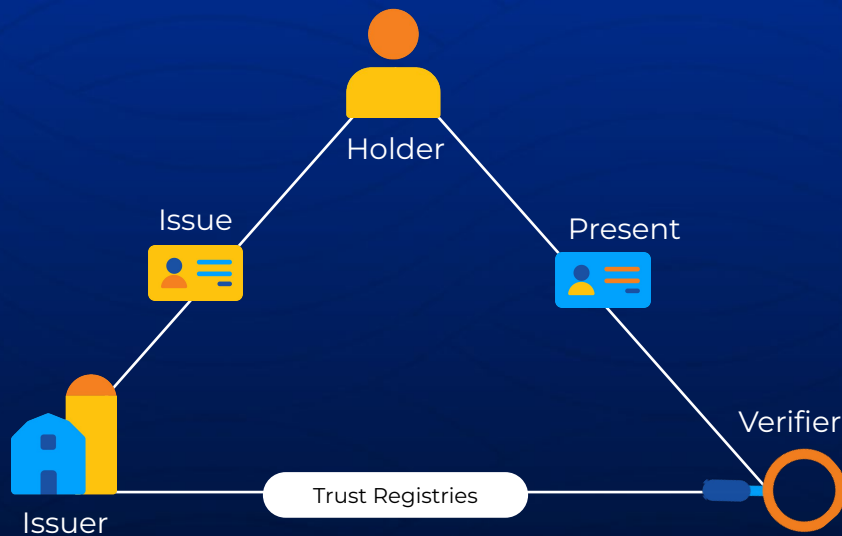 Holder
Issue
Present
Verifier
Trust Registries
Issuer